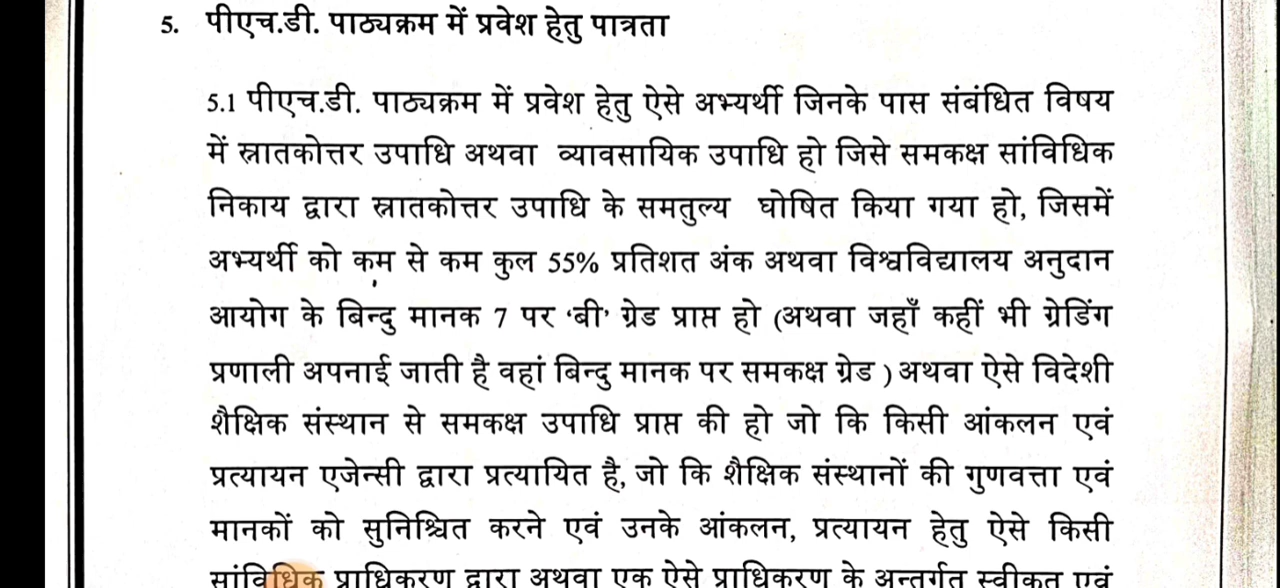 5. पीएच.डी. पाठ्यक्रम में प्रवेश हेतु पात्रता
5.1 पीएच.डी. पाठ्यक्रम में प्रवेश हेतु ऐसे अभ्यर्थी जिनके पास संबंधित विषय
में स्नातकोत्तर उपाधि अथवा व्यावसायिक उपाधि हो जिसे समकक्ष सांविधिक
निकाय द्वारा स्नातकोत्तर उपाधि के समतुल्य घोषित किया गया हो, जिसमें
अभ्यर्थी को कम से कम कुल 55% प्रतिशत अंक अथवा विश्वविद्यालय अनुदान
आयोग के बिन्दु मानक 7 पर ‘बी’ ग्रेड प्राप्त हो (अथवा जहाँ कहीं भी ग्रेडिंग
प्रणाली अपनाई जाती है वहां बिन्दु मानक पर समकक्ष ग्रेड ) अथवा ऐसे विदेशी
शैक्षिक संस्थान से समकक्ष उपाधि प्राप्त की हो जो कि किसी आंकलन एवं
प्रत्यायन एजेन्सी द्वारा प्रत्यायित है, जो कि शैक्षिक संस्थानों की गुणवत्ता एवं
मानकों को सुनिश्चित करने एवं उनके आंकलन, प्रत्यायन हेतु ऐसे किसी
सांविधिक प्राधिकरण द्वारा अथवा एक ऐसे प्राधिकरण के अन्तर्गत स्वीकृत एवं